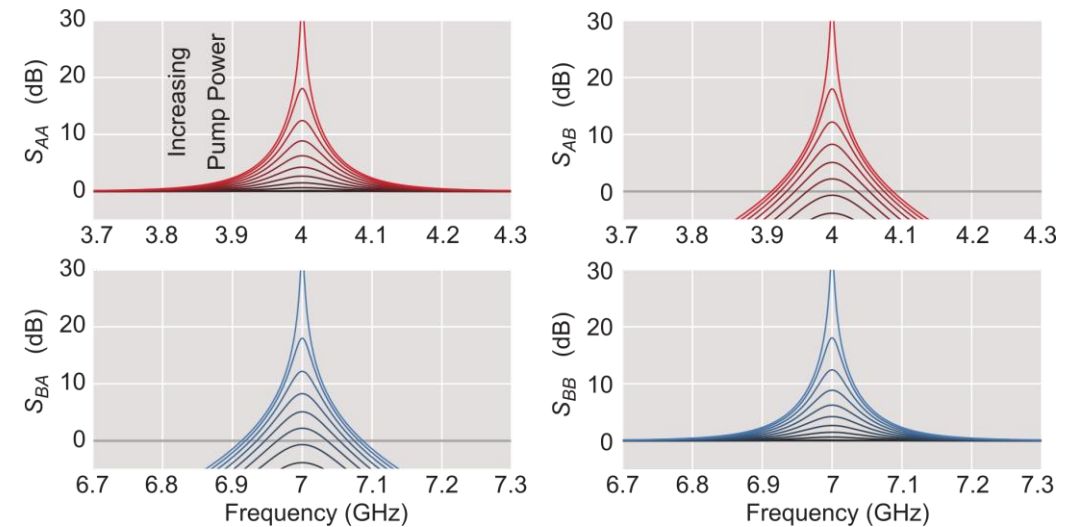 30
20
10
0
S_AA (dB)
Increasing
Pump Power
3.7 3.8 3.9 4 4.1 4.2 4.3
30
20
10
0
S_AB (dB)
3.7 3.8 3.9 4 4.1 4.2 4.3
30
20
10
0
S_BA (dB)
6.7 6.8 6.9 7 7.1 7.2 7.3
Frequency (GHz)
30
20
10
0
S_BB (dB)
6.7 6.8 6.9 7 7.1 7.2 7.3
Frequency (GHz)